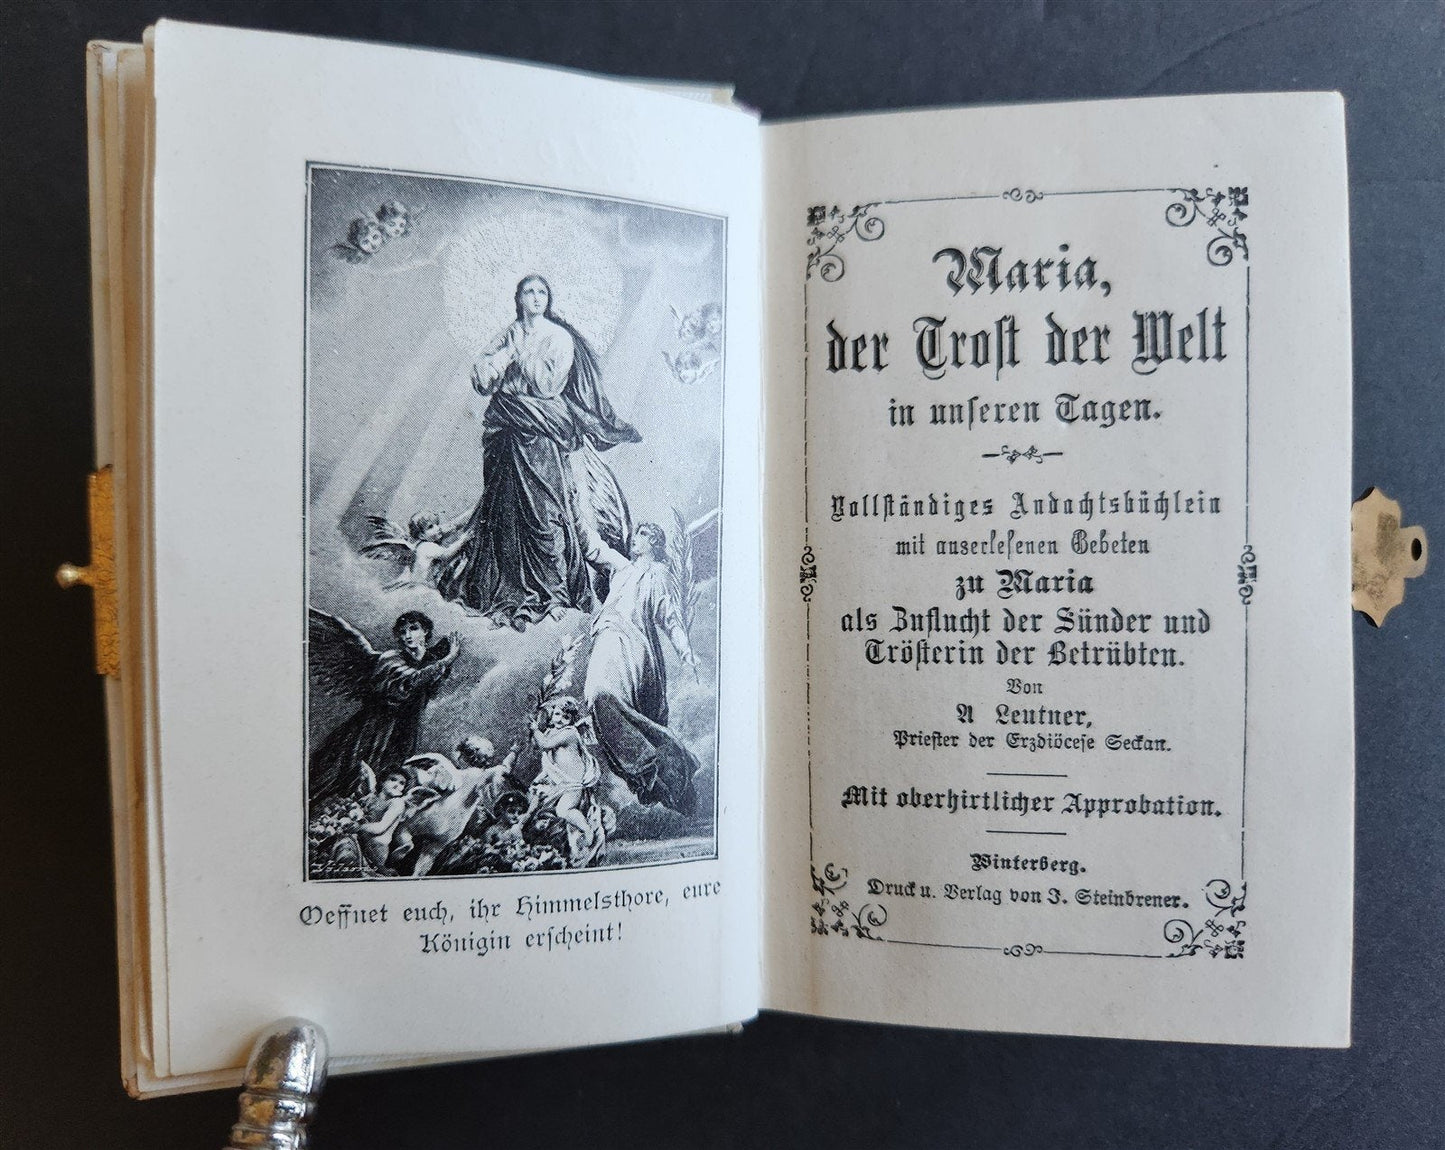 Oeffnet euch, ihr Himmelsthore, eure
Königin erscheint!
Maria,
der Troſt der Welt
in unſeren Tagen.
Vollſtändiges Andachtsbüchlein
mit auserleſenen Gebeten
zu Maria
als Zuflucht der Sünder und
Tröſterin der Betrübten.
Von
A Leutner,
Prieſter der Erzdiöceſe Seckau.
Mit oberhirtlicher Approbation.
Winterberg.
Druck u. Verlag von J. Steinbrener.